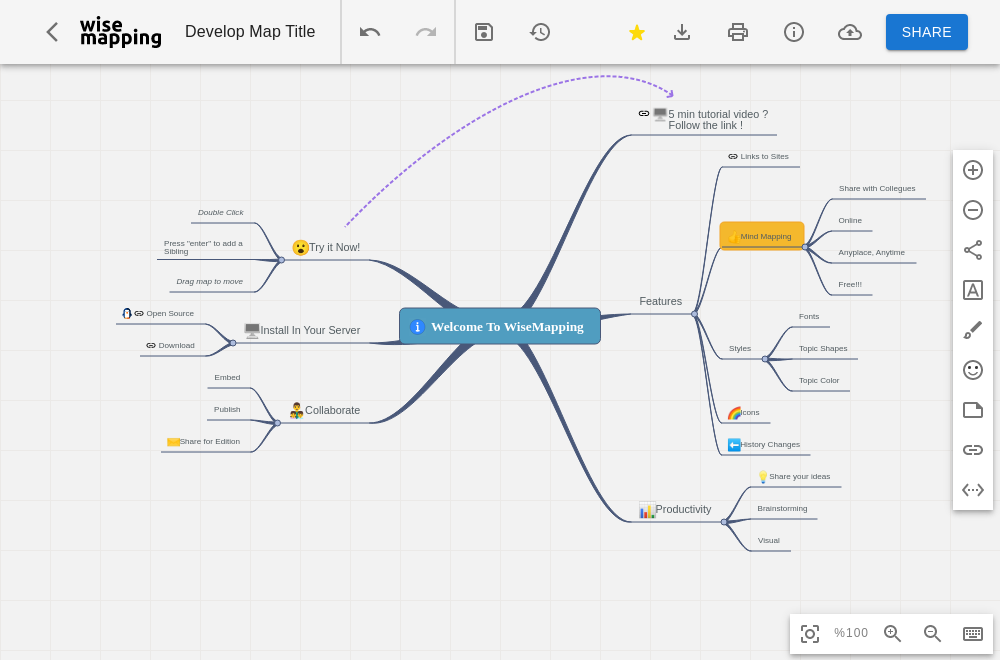 wise
mapping
Develop Map Title
SHARE
5 min tutorial video ?
Follow the link !
Links to Sites
Share with Collegues
Double Click
Online
Mind Mapping
Press "enter" to add a
Sibling
Try it Now!
Anyplace, Anytime
Drag map to move
Free!!!
Features
Open Source
Fonts
Welcome To WiseMapping
Install In Your Server
Download
Styles
Topic Shapes
Embed
Topic Color
Publish
Collaborate
Icons
Share for Edition
History Changes
Share your ideas
Productivity
Brainstorming
Visual
%100